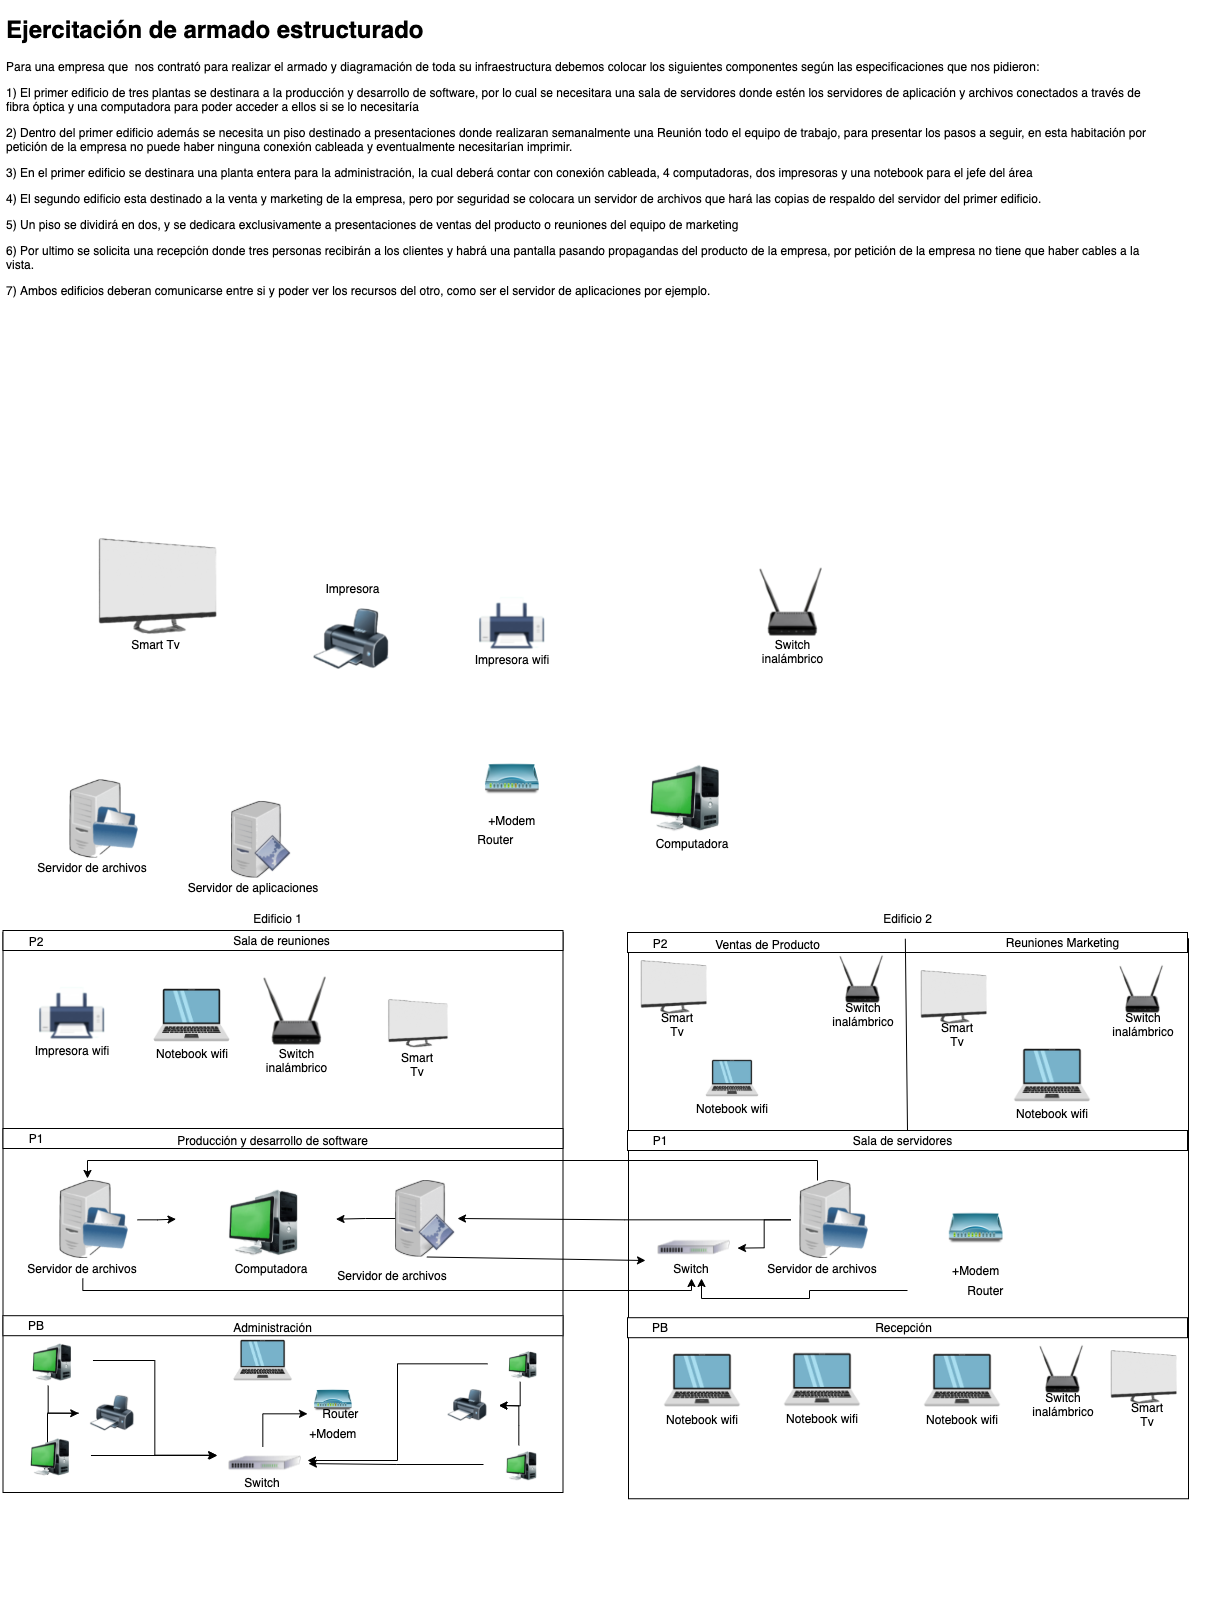 Ejercitación de armado estructurado
Para una empresa que  nos contrató para realizar el armado y diagramación de toda su infraestructura debemos colocar los siguientes componentes según las especificaciones que nos pidieron:
1) El primer edificio de tres plantas se destinara a la producción y desarrollo de software, por lo cual se necesitara una sala de servidores donde estén los servidores de aplicación y archivos conectados a través de
fibra óptica y una computadora para poder acceder a ellos si se lo necesitaría
2) Dentro del primer edificio además se necesita un piso destinado a presentaciones donde realizaran semanalmente una Reunión todo el equipo de trabajo, para presentar los pasos a seguir, en esta habitación por
petición de la empresa no puede haber ninguna conexión cableada y eventualmente necesitarían imprimir.
3) En el primer edificio se destinara una planta entera para la administración, la cual deberá contar con conexión cableada, 4 computadoras, dos impresoras y una notebook para el jefe del área
4) El segundo edificio esta destinado a la venta y marketing de la empresa, pero por seguridad se colocara un servidor de archivos que hará las copias de respaldo del servidor del primer edificio.
5) Un piso se dividirá en dos, y se dedicara exclusivamente a presentaciones de ventas del producto o reuniones del equipo de marketing
6) Por ultimo se solicita una recepción donde tres personas recibirán a los clientes y habrá una pantalla pasando propagandas del producto de la empresa, por petición de la empresa no tiene que haber cables a la
vista.
7) Ambos edificios deberan comunicarse entre si y poder ver los recursos del otro, como ser el servidor de aplicaciones por ejemplo.
Impresora
Smart Tv
Impresora wifi
Switch
inalámbrico
+Modem
Router
Computadora
Servidor de archivos
Servidor de aplicaciones
Edificio 1
P2
Sala de reuniones
Impresora wifi
Notebook wifi
Switch
inalámbrico
Smart
Tv
P1
Producción y desarrollo de software
Servidor de archivos
Computadora
Servidor de archivos
PB
Administración
Router
+Modem
Switch
Edificio 2
P2
Ventas de Producto
Reuniones Marketing
Smart
Tv
Switch
inalámbrico
Notebook wifi
Smart
Tv
Switch
inalámbrico
Notebook wifi
P1
Sala de servidores
Switch
Servidor de archivos
+Modem
Router
PB
Recepción
Notebook wifi
Notebook wifi
Notebook wifi
Switch
inalámbrico
Smart
Tv